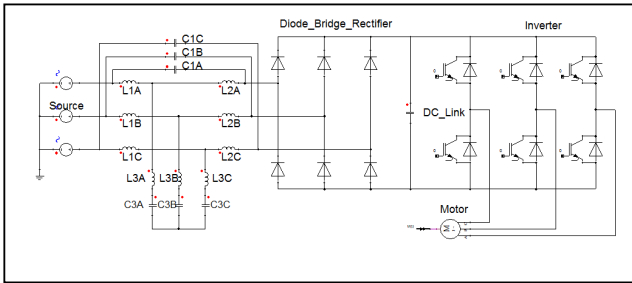 C1C
Diode_Bridge_Rectifier
Inverter
C1B
C1A
L1A
L2A
Source
L1B
L2B
DC_Link
L1C
L2C
L3A
L3B
L3C
C3A
C3B
C3C
Motor